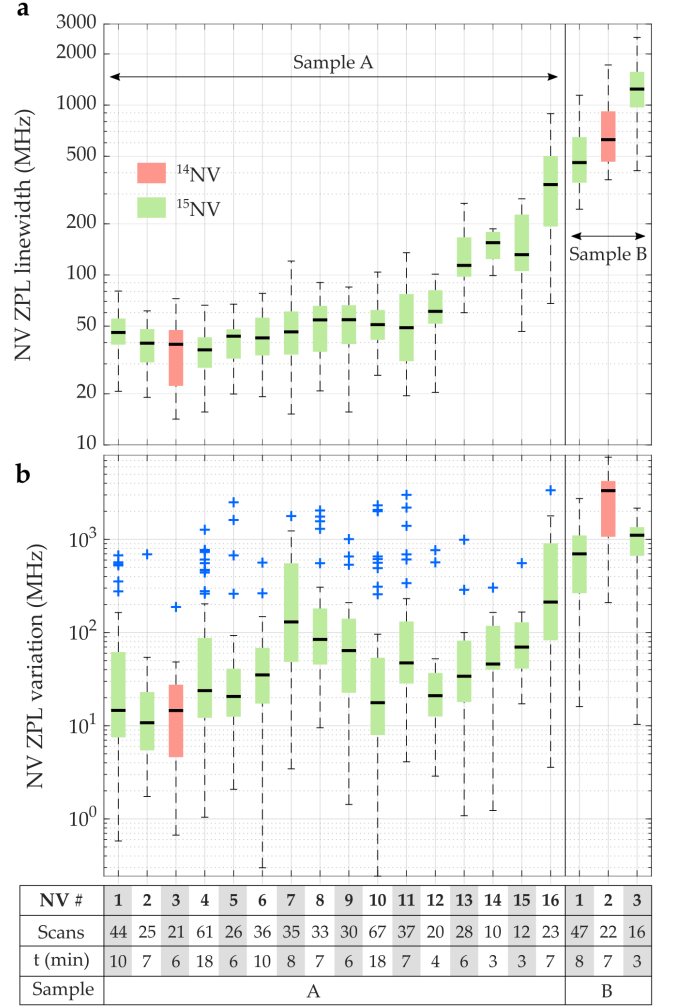 a
3000
2000
1000
500
200
100
50
20
10
NV ZPL linewidth (MHz)
Sample A
¹⁴NV
¹⁵NV
Sample B
b
10³
10²
10¹
10⁰
NV ZPL variation (MHz)
NV # 1 2 3 4 5 6 7 8 9 10 11 12 13 14 15 16 1 2 3
Scans 44 25 21 61 26 36 35 33 30 67 37 20 28 10 12 23 47 22 16
t (min) 10 7 6 18 6 10 8 7 6 18 7 4 6 3 3 7 8 7 3
Sample A B